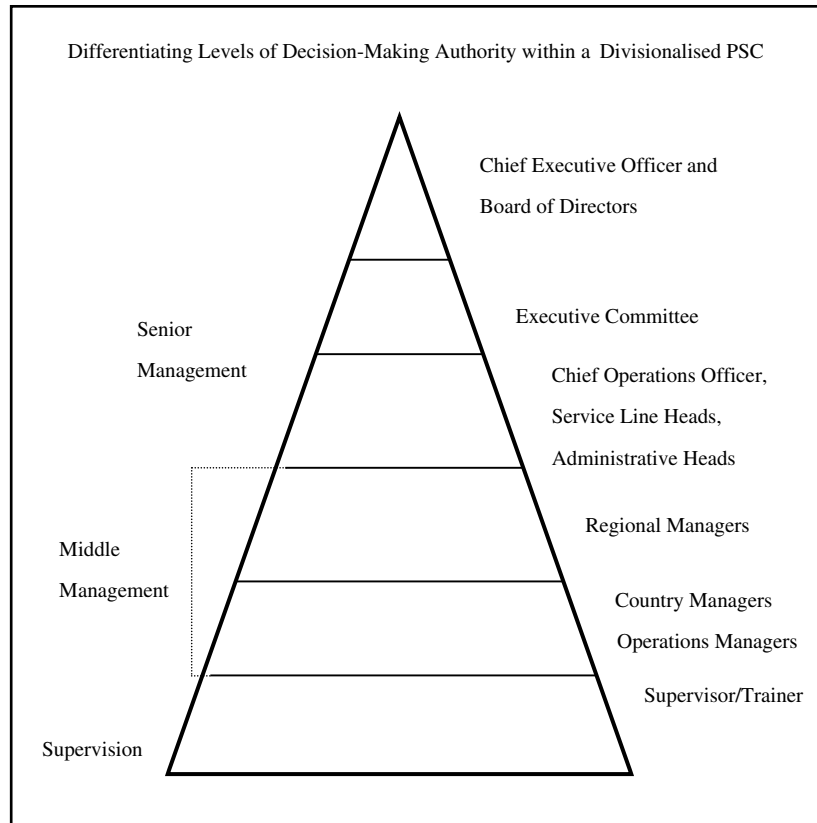 Differentiating Levels of Decision-Making Authority within a Divisionalised PSC
Chief Executive Officer and
Board of Directors
Executive Committee
Senior
Management
Chief Operations Officer,
Service Line Heads,
Administrative Heads
Regional Managers
Middle
Management
Country Managers
Operations Managers
Supervisor/Trainer
Supervision